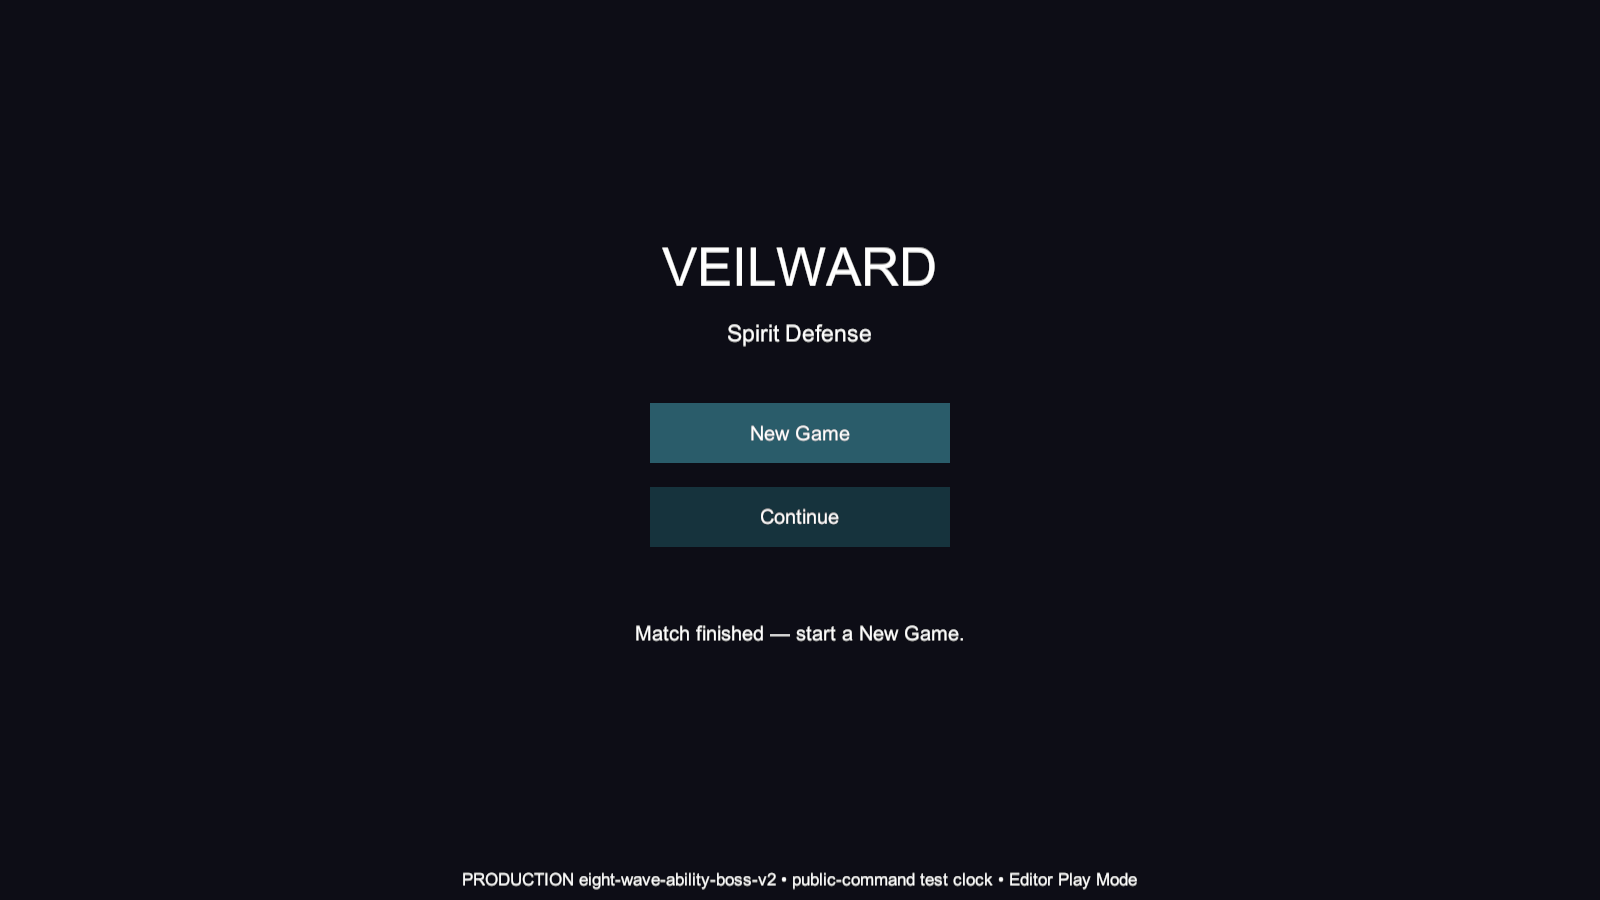 VEILWARD
Spirit Defense
New Game
Continue
Match finished — start a New Game.
PRODUCTION eight-wave-ability-boss-v2 • public-command test clock • Editor Play Mode